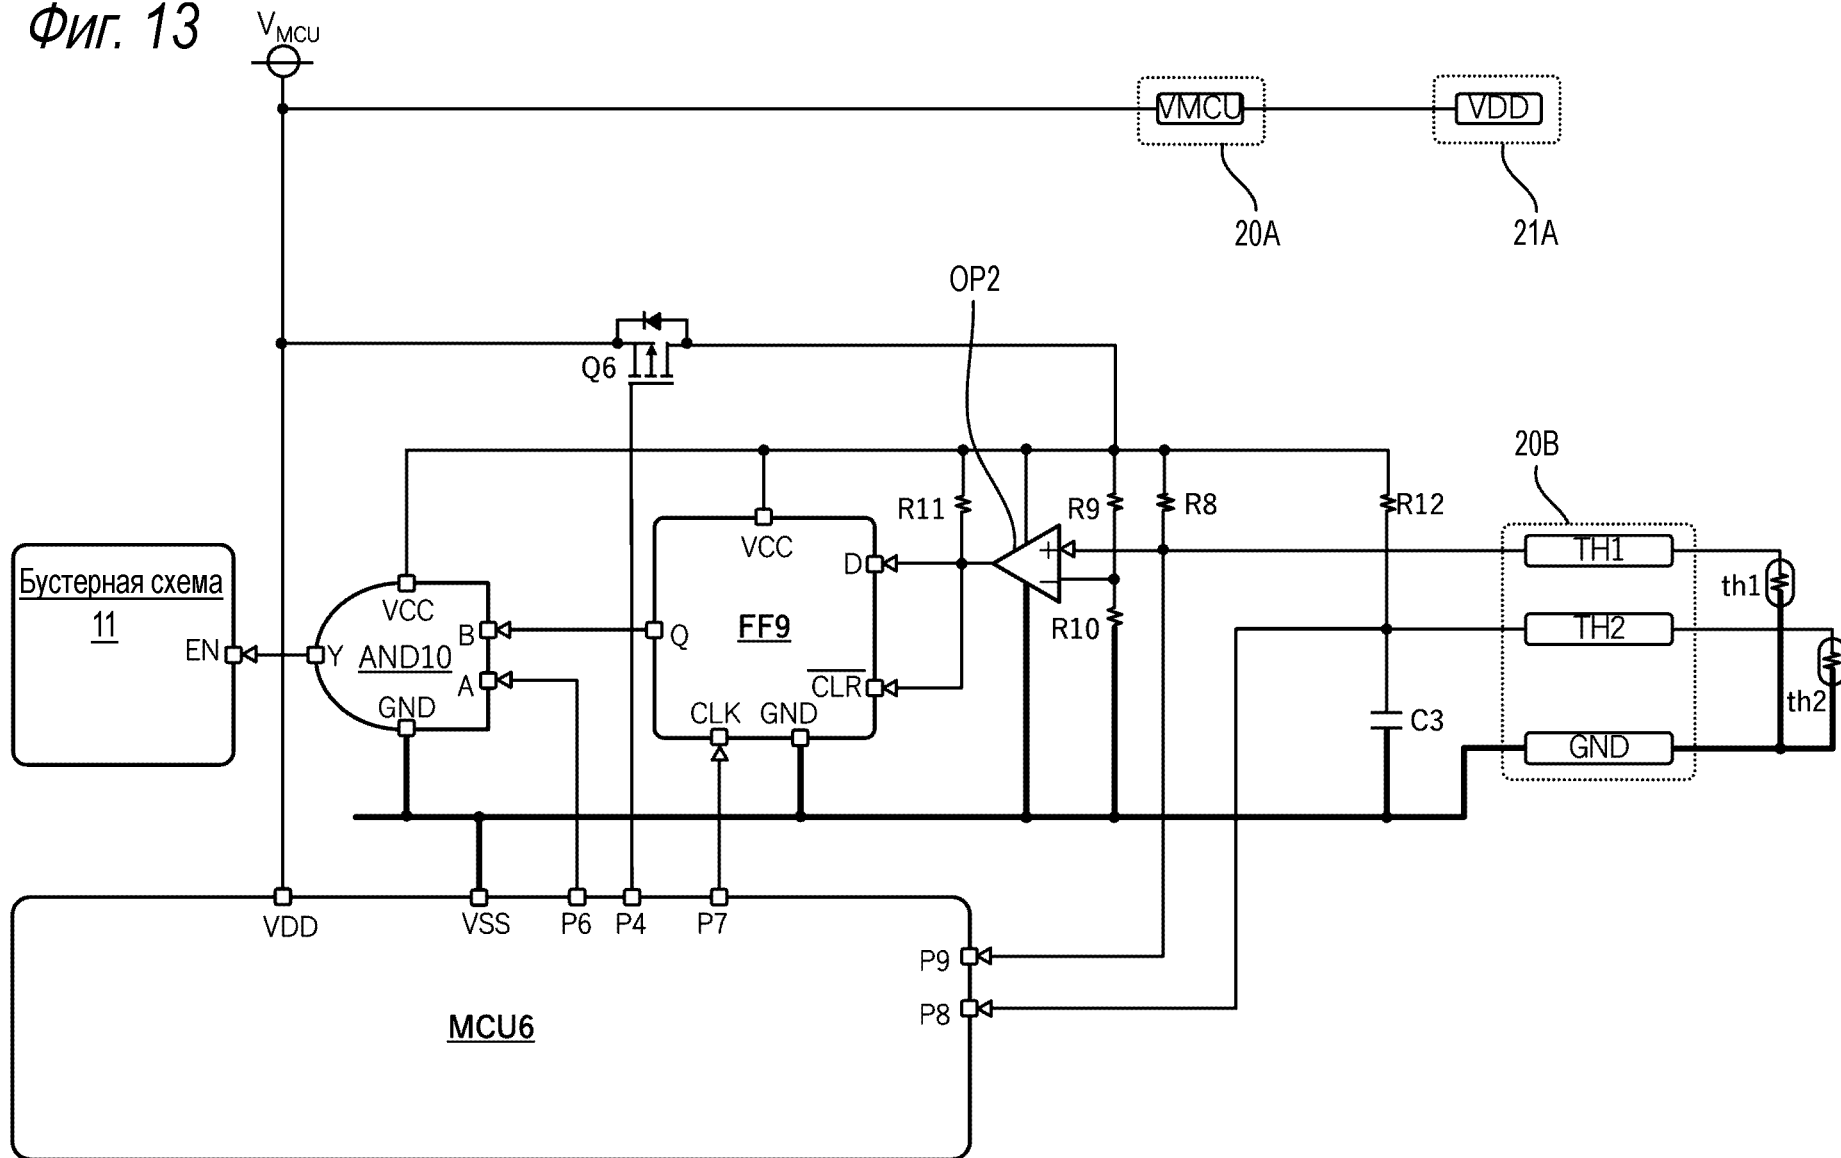 Фиг. 13
VMCU
VMCU
VDD
20A
21A
OP2
Q6
20B
R11
R9
R8
R12
VCC
D
+
−
TH1
Бустерная схема
11
VCC
th1
FF9
B
Q
R10
TH2
EN
Y
AND10
A
CLR
th2
GND
CLK
GND
C3
GND
VDD
VSS
P6
P4
P7
P9
P8
MCU6